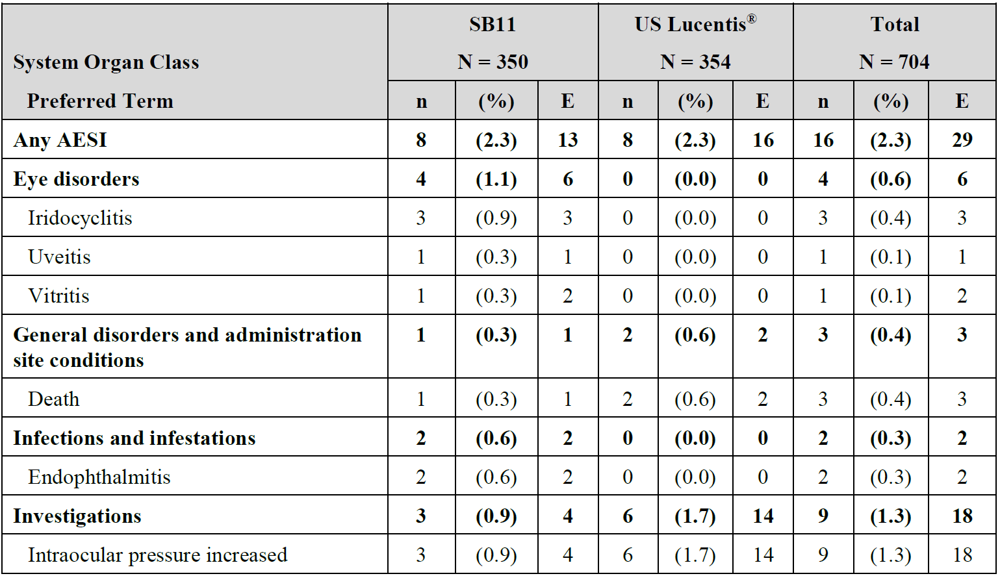 SB11 US Lucentis® Total
System Organ Class N = 350 N = 354 N = 704
Preferred Term n (%) E n (%) E n (%) E
Any AESI 8 (2.3) 13 8 (2.3) 16 16 (2.3) 29
Eye disorders 4 (1.1) 6 0 (0.0) 0 4 (0.6) 6
Iridocyclitis 3 (0.9) 3 0 (0.0) 0 3 (0.4) 3
Uveitis 1 (0.3) 1 0 (0.0) 0 1 (0.1) 1
Vitritis 1 (0.3) 2 0 (0.0) 0 1 (0.1) 2
General disorders and administration 1 (0.3) 1 2 (0.6) 2 3 (0.4) 3
site conditions
Death 1 (0.3) 1 2 (0.6) 2 3 (0.4) 3
Infections and infestations 2 (0.6) 2 0 (0.0) 0 2 (0.3) 2
Endophthalmitis 2 (0.6) 2 0 (0.0) 0 2 (0.3) 2
Investigations 3 (0.9) 4 6 (1.7) 14 9 (1.3) 18
Intraocular pressure increased 3 (0.9) 4 6 (1.7) 14 9 (1.3) 18